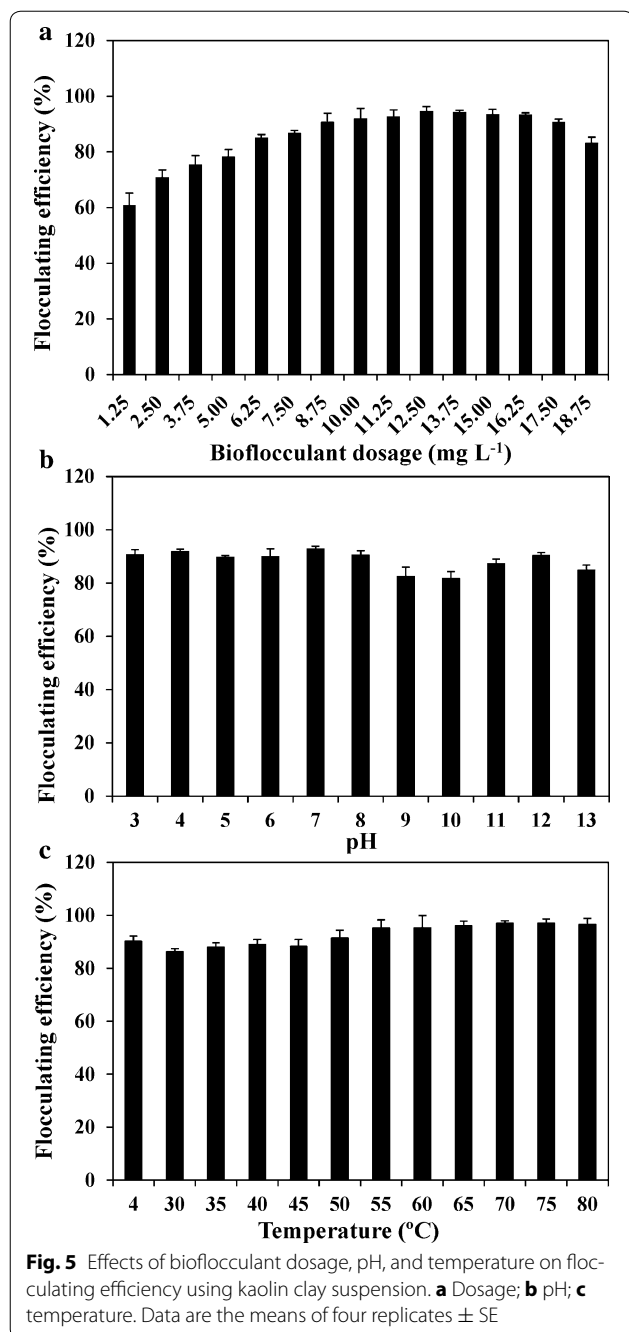 a
120
100
80
60
40
20
0
Flocculating efficiency (%)
1.25 2.50 3.75 5.00 6.25 7.50 8.75 10.00 11.25 12.50 13.75 15.00 16.25 17.50 18.75
Bioflocculant dosage (mg L-1)
b
120
100
80
60
40
20
0
Flocculating efficiency (%)
3 4 5 6 7 8 9 10 11 12 13
pH
c
120
100
80
60
40
20
0
Flocculating efficiency (%)
4 30 35 40 45 50 55 60 65 70 75 80
Temperature (ºC)
Fig. 5 Effects of bioflocculant dosage, pH, and temperature on floc-
culating efficiency using kaolin clay suspension. a Dosage; b pH; c
temperature. Data are the means of four replicates ± SE